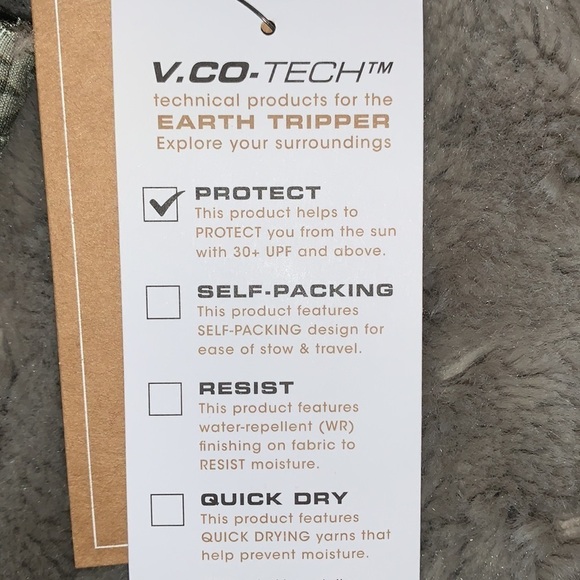 V.CO-TECH™
technical products for the
EARTH TRIPPER
Explore your surroundings
PROTECT
This product helps to
PROTECT you from the sun
with 30+ UPF and above.
SELF-PACKING
This product features
SELF-PACKING design for
ease of stow & travel.
RESIST
This product features
water-repellent (WR)
finishing on fabric to
RESIST moisture.
QUICK DRY
This product features
QUICK DRYING yarns that
help prevent moisture.